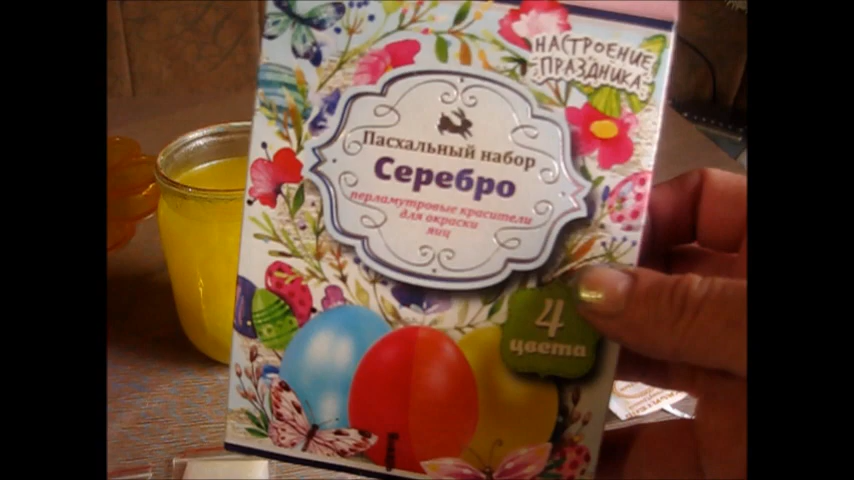 НАСТРОЕНИЕ
ПРАЗДНИКА
Пасхальный набор
Серебро
перламутровые красители
для окраски
яиц
4
цвета